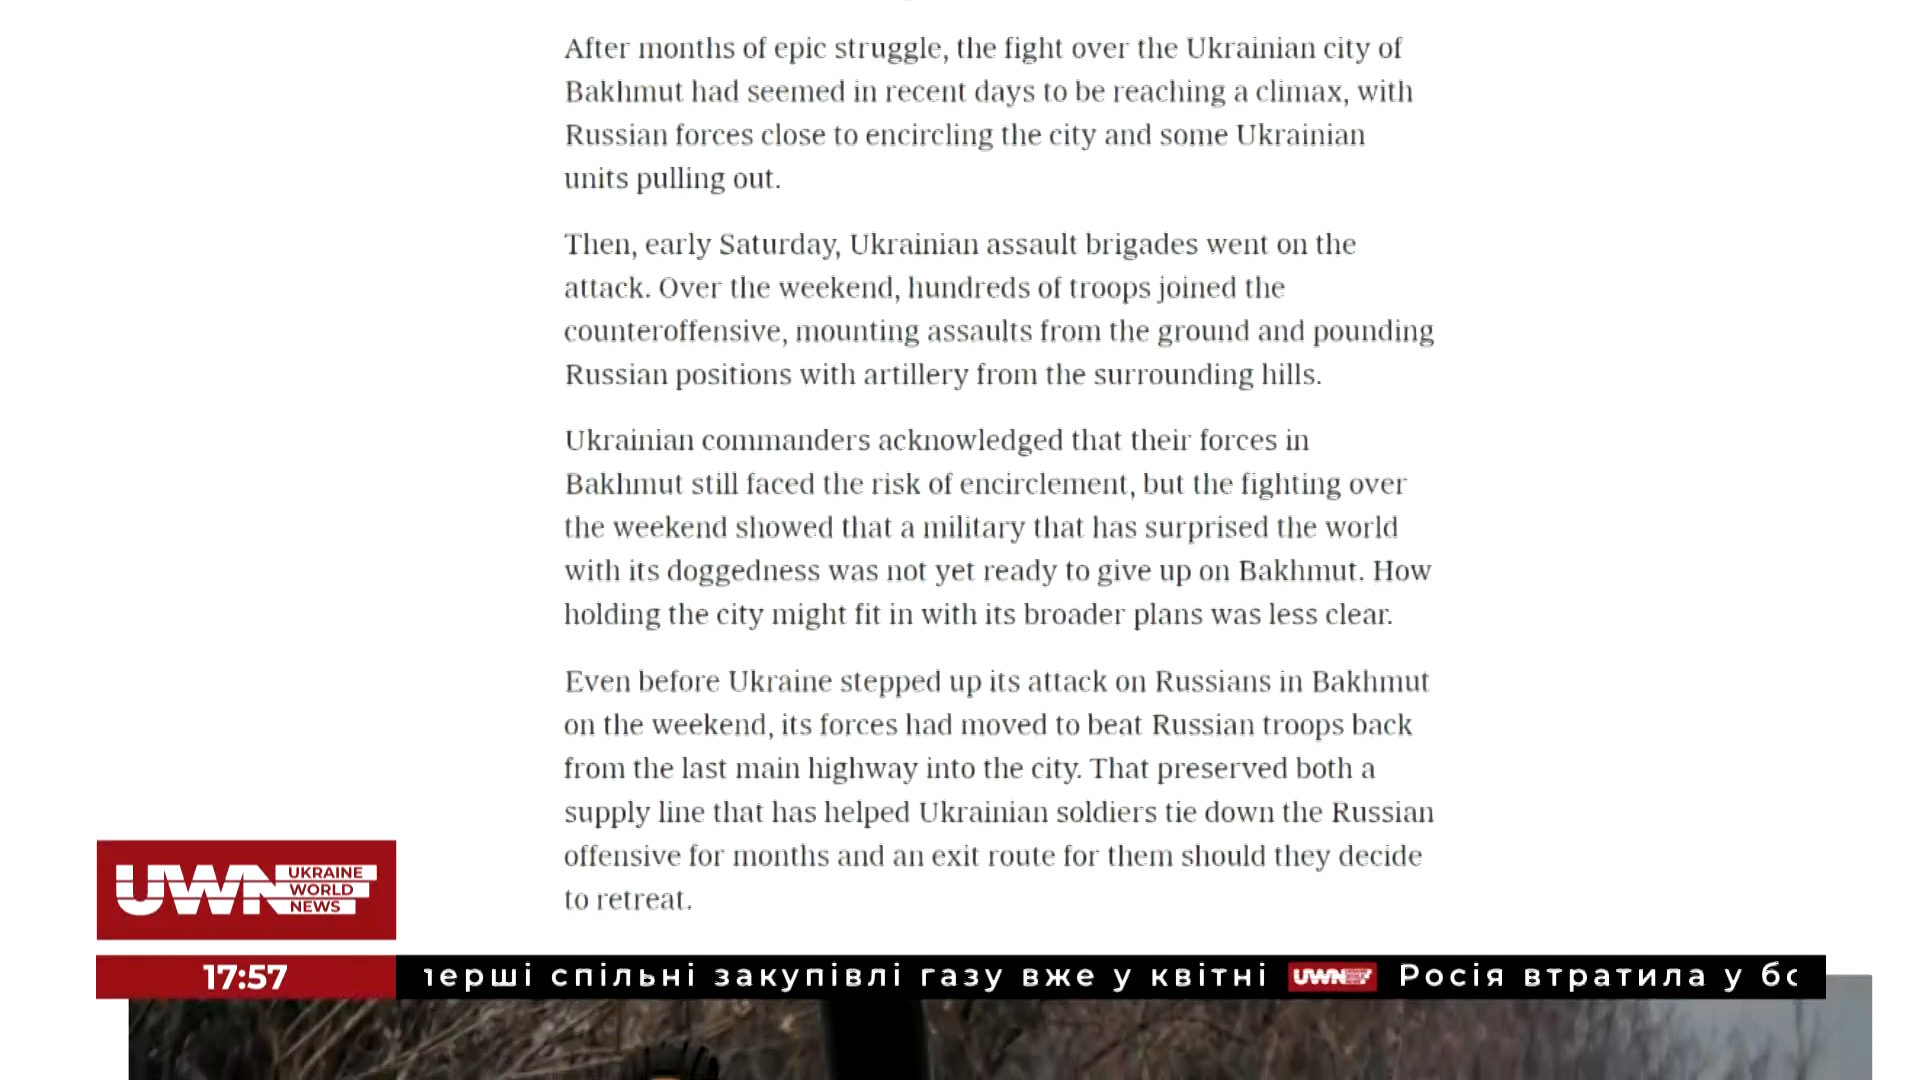 After months of epic struggle, the fight over the Ukrainian city of
Bakhmut had seemed in recent days to be reaching a climax, with
Russian forces close to encircling the city and some Ukrainian
units pulling out.
Then, early Saturday, Ukrainian assault brigades went on the
attack. Over the weekend, hundreds of troops joined the
counteroffensive, mounting assaults from the ground and pounding
Russian positions with artillery from the surrounding hills.
Ukrainian commanders acknowledged that their forces in
Bakhmut still faced the risk of encirclement, but the fighting over
the weekend showed that a military that has surprised the world
with its doggedness was not yet ready to give up on Bakhmut. How
holding the city might fit in with its broader plans was less clear.
Even before Ukraine stepped up its attack on Russians in Bakhmut
on the weekend, its forces had moved to beat Russian troops back
from the last main highway into the city. That preserved both a
supply line that has helped Ukrainian soldiers tie down the Russian
offensive for months and an exit route for them should they decide
to retreat.
UWN UKRAINE
WORLD
NEWS
17:57
спільні закупівлі газу вже у квітні UWN Росія втратила у